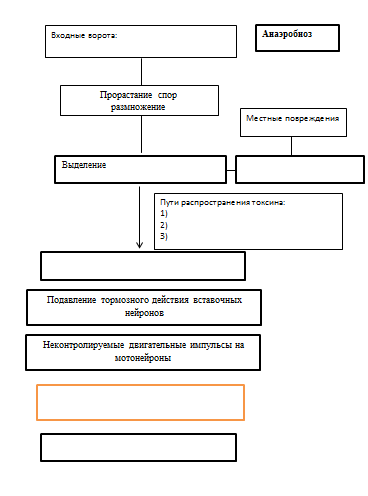 Входные ворота:
Анаэробиоз
Прорастание спор
размножение
Местные повреждения
Выделение
Пути распространения токсина:
1)
2)
3)
Подавление тормозного действия вставочных
нейронов
Неконтролируемые двигательные импульсы на
мотонейроны